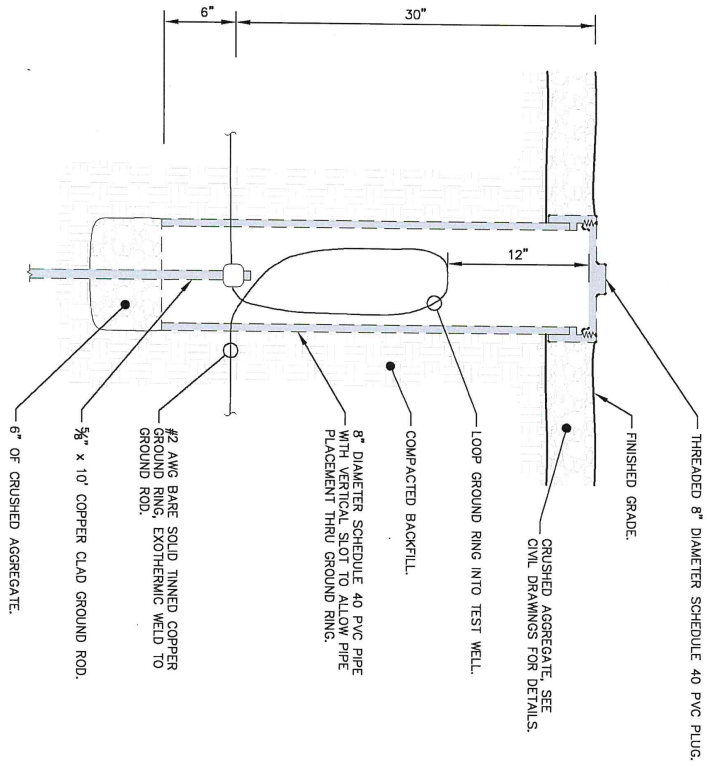 6"
30"
12"
THREADED 8" DIAMETER SCHEDULE 40 PVC PLUG.
FINISHED GRADE.
CRUSHED AGGREGATE, SEE
CIVIL DRAWINGS FOR DETAILS.
LOOP GROUND RING INTO TEST WELL.
COMPACTED BACKFILL.
8" DIAMETER SCHEDULE 40 PVC PIPE
WITH VERTICAL SLOT TO ALLOW PIPE
PLACEMENT THRU GROUND RING.
#2 AWG BARE SOLID TINNED COPPER
GROUND RING, EXOTHERMIC WELD TO
GROUND ROD.
⅝" x 10' COPPER CLAD GROUND ROD.
6" OF CRUSHED AGGREGATE.